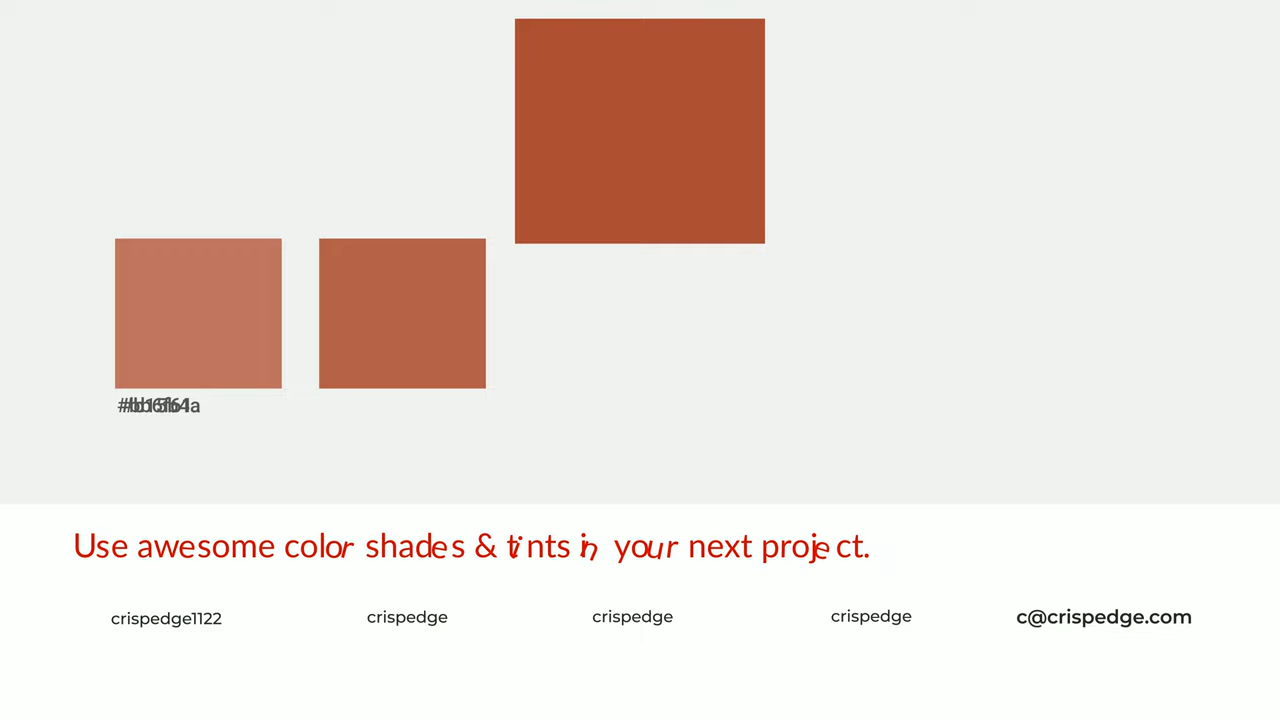 Use awesome color shades & tints in your next project.
crispedge1122 crispedge crispedge crispedge c@crispedge.com